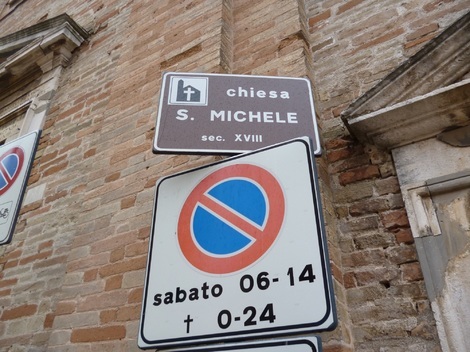 chiesa
S. MICHELE
sec. XVIII
sabato 06-14
† 0-24